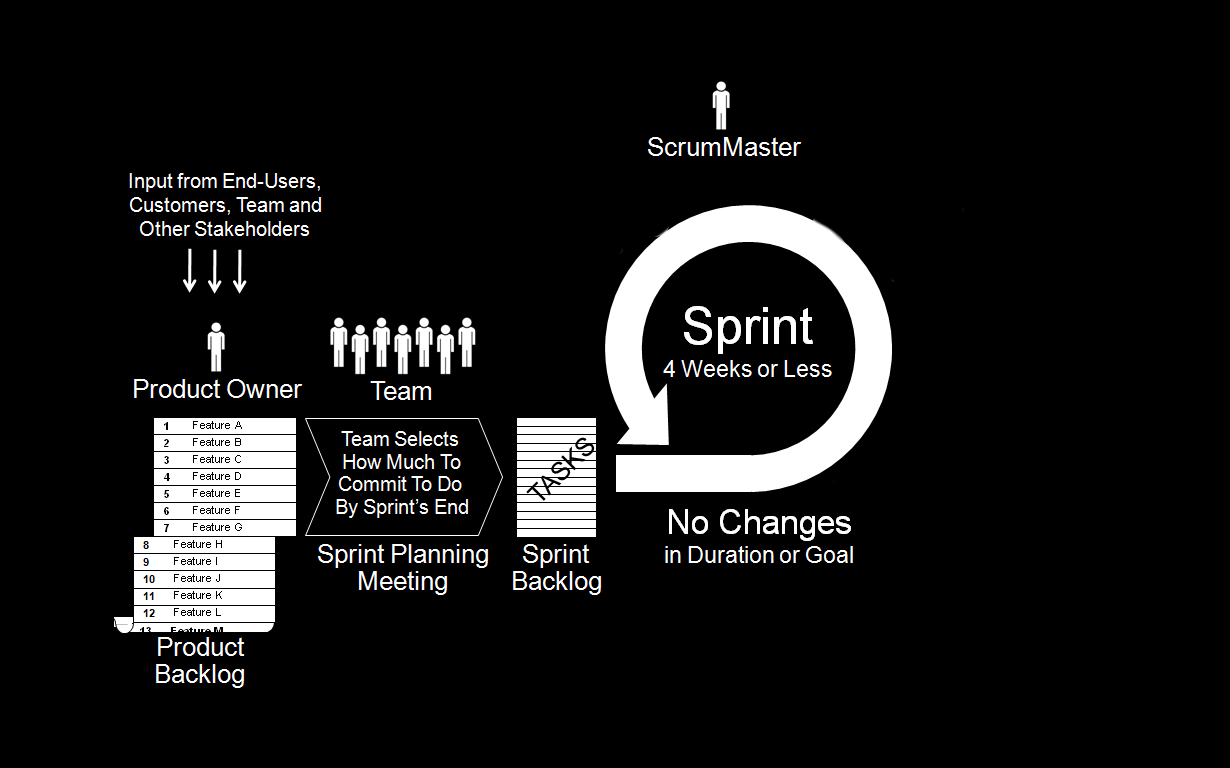 ScrumMaster
Input from End-Users,
Customers, Team and
Other Stakeholders
Product Owner
Team
Sprint
4 Weeks or Less
1 Feature A
2 Feature B
3 Feature C
4 Feature D
5 Feature E
6 Feature F
7 Feature G
8 Feature H
9 Feature I
10 Feature J
11 Feature K
12 Feature L
13 Feature M
Product
Backlog
Team Selects
How Much To
Commit To Do
By Sprint's End
Sprint Planning
Meeting
TASKS
Sprint
Backlog
No Changes
in Duration or Goal